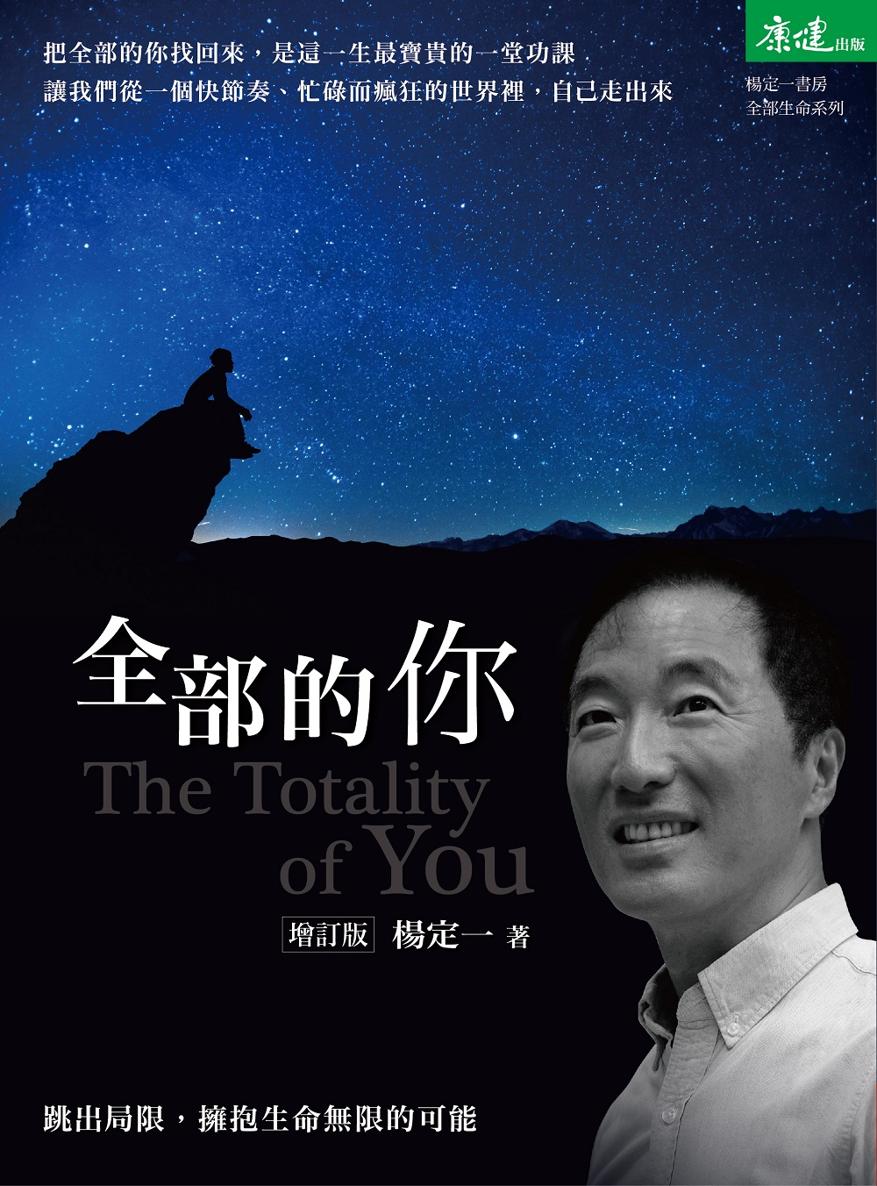 把全部的你找回來，是這一生最寶貴的一堂功課
讓我們從一個快節奏、忙碌而瘋狂的世界裡，自己走出來
康健出版
楊定一書房
全部生命系列
全部的你
The Totality
of You
增訂版 楊定一 著
跳出局限，擁抱生命無限的可能